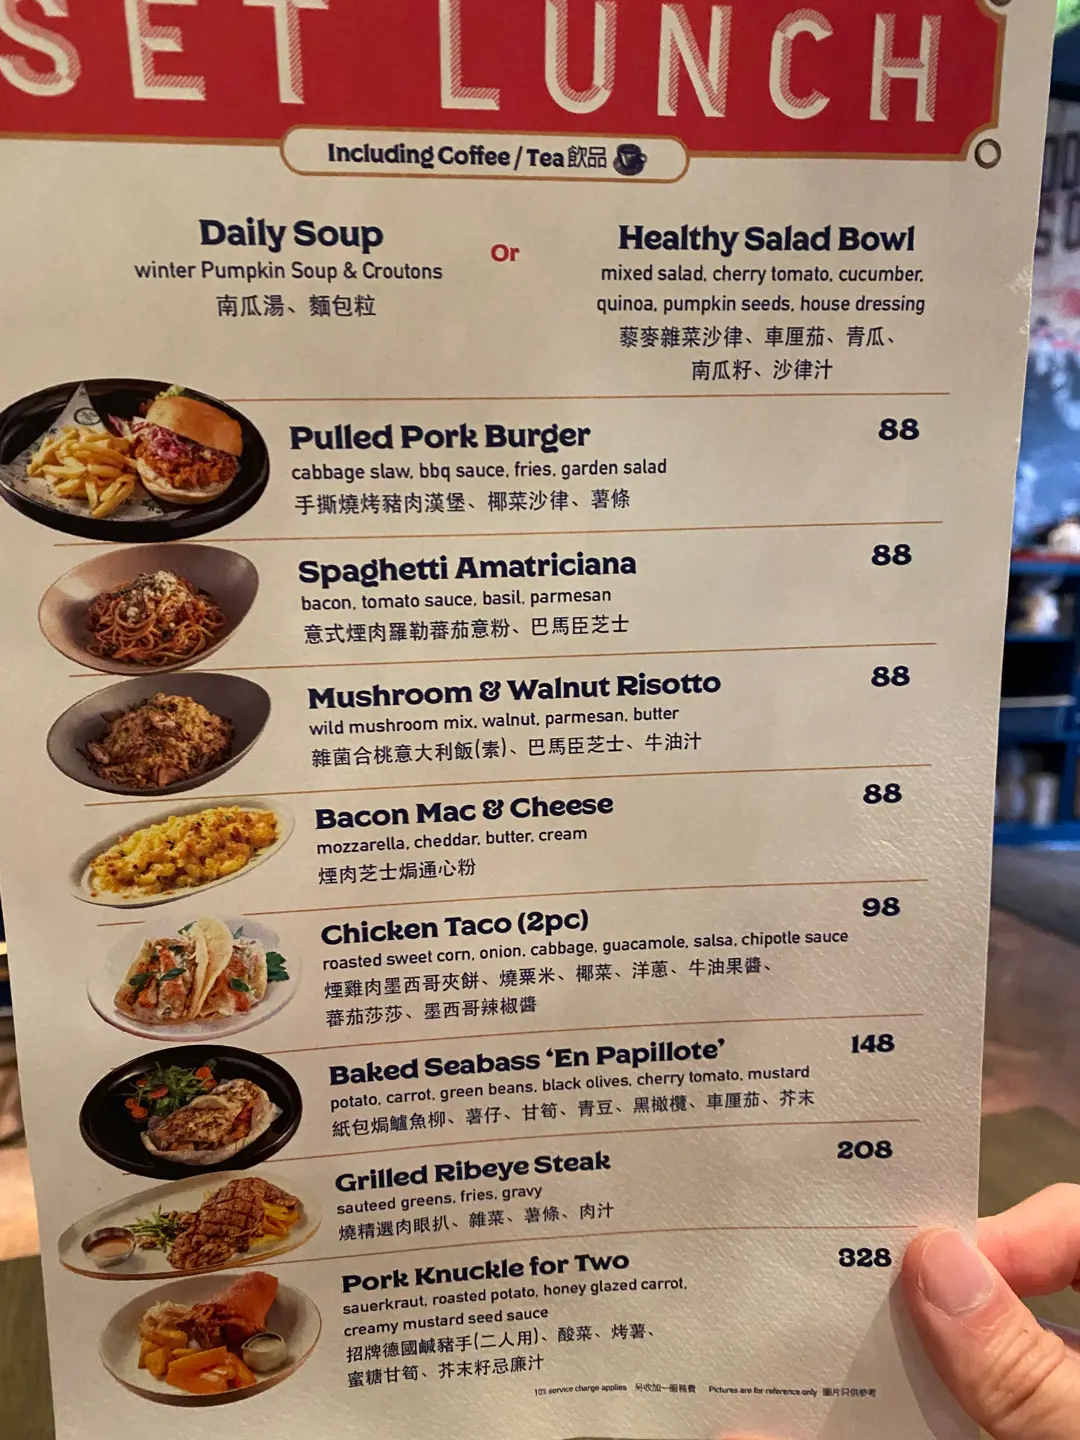 SET LUNCH
Including Coffee / Tea 飲品
Daily Soup
winter Pumpkin Soup & Croutons
南瓜湯、麵包粒
Or
Healthy Salad Bowl
mixed salad, cherry tomato, cucumber,
quinoa, pumpkin seeds, house dressing
藜麥雜菜沙律、車厘茄、青瓜、
南瓜籽、沙律汁
Pulled Pork Burger 88
cabbage slaw, bbq sauce, fries, garden salad
手撕燒烤豬肉漢堡、椰菜沙律、薯條
Spaghetti Amatriciana 88
bacon, tomato sauce, basil, parmesan
意式煙肉羅勒蕃茄意粉、巴馬臣芝士
Mushroom & Walnut Risotto 88
wild mushroom mix, walnut, parmesan, butter
雜菌合桃意大利飯(素)、巴馬臣芝士、牛油汁
Bacon Mac & Cheese 88
mozzarella, cheddar, butter, cream
煙肉芝士焗通心粉
Chicken Taco (2pc) 98
roasted sweet corn, onion, cabbage, guacamole, salsa, chipotle sauce
煙雞肉墨西哥夾餅、燒粟米、椰菜、洋蔥、牛油果醬、
蕃茄莎莎、墨西哥辣椒醬
Baked Seabass ‘En Papillote’ 148
potato, carrot, green beans, black olives, cherry tomato, mustard
紙包焗鱸魚柳、薯仔、甘筍、青豆、黑橄欖、車厘茄、芥末
Grilled Ribeye Steak 208
sauteed greens, fries, gravy
燒精選肉眼扒、雜菜、薯條、肉汁
Pork Knuckle for Two 328
sauerkraut, roasted potato, honey glazed carrot,
creamy mustard seed sauce
招牌德國鹹豬手(二人用)、酸菜、烤薯、
蜜糖甘筍、芥末籽忌廉汁
10% service charge applies 另收加一服務費 Pictures are for reference only 圖片只供參考